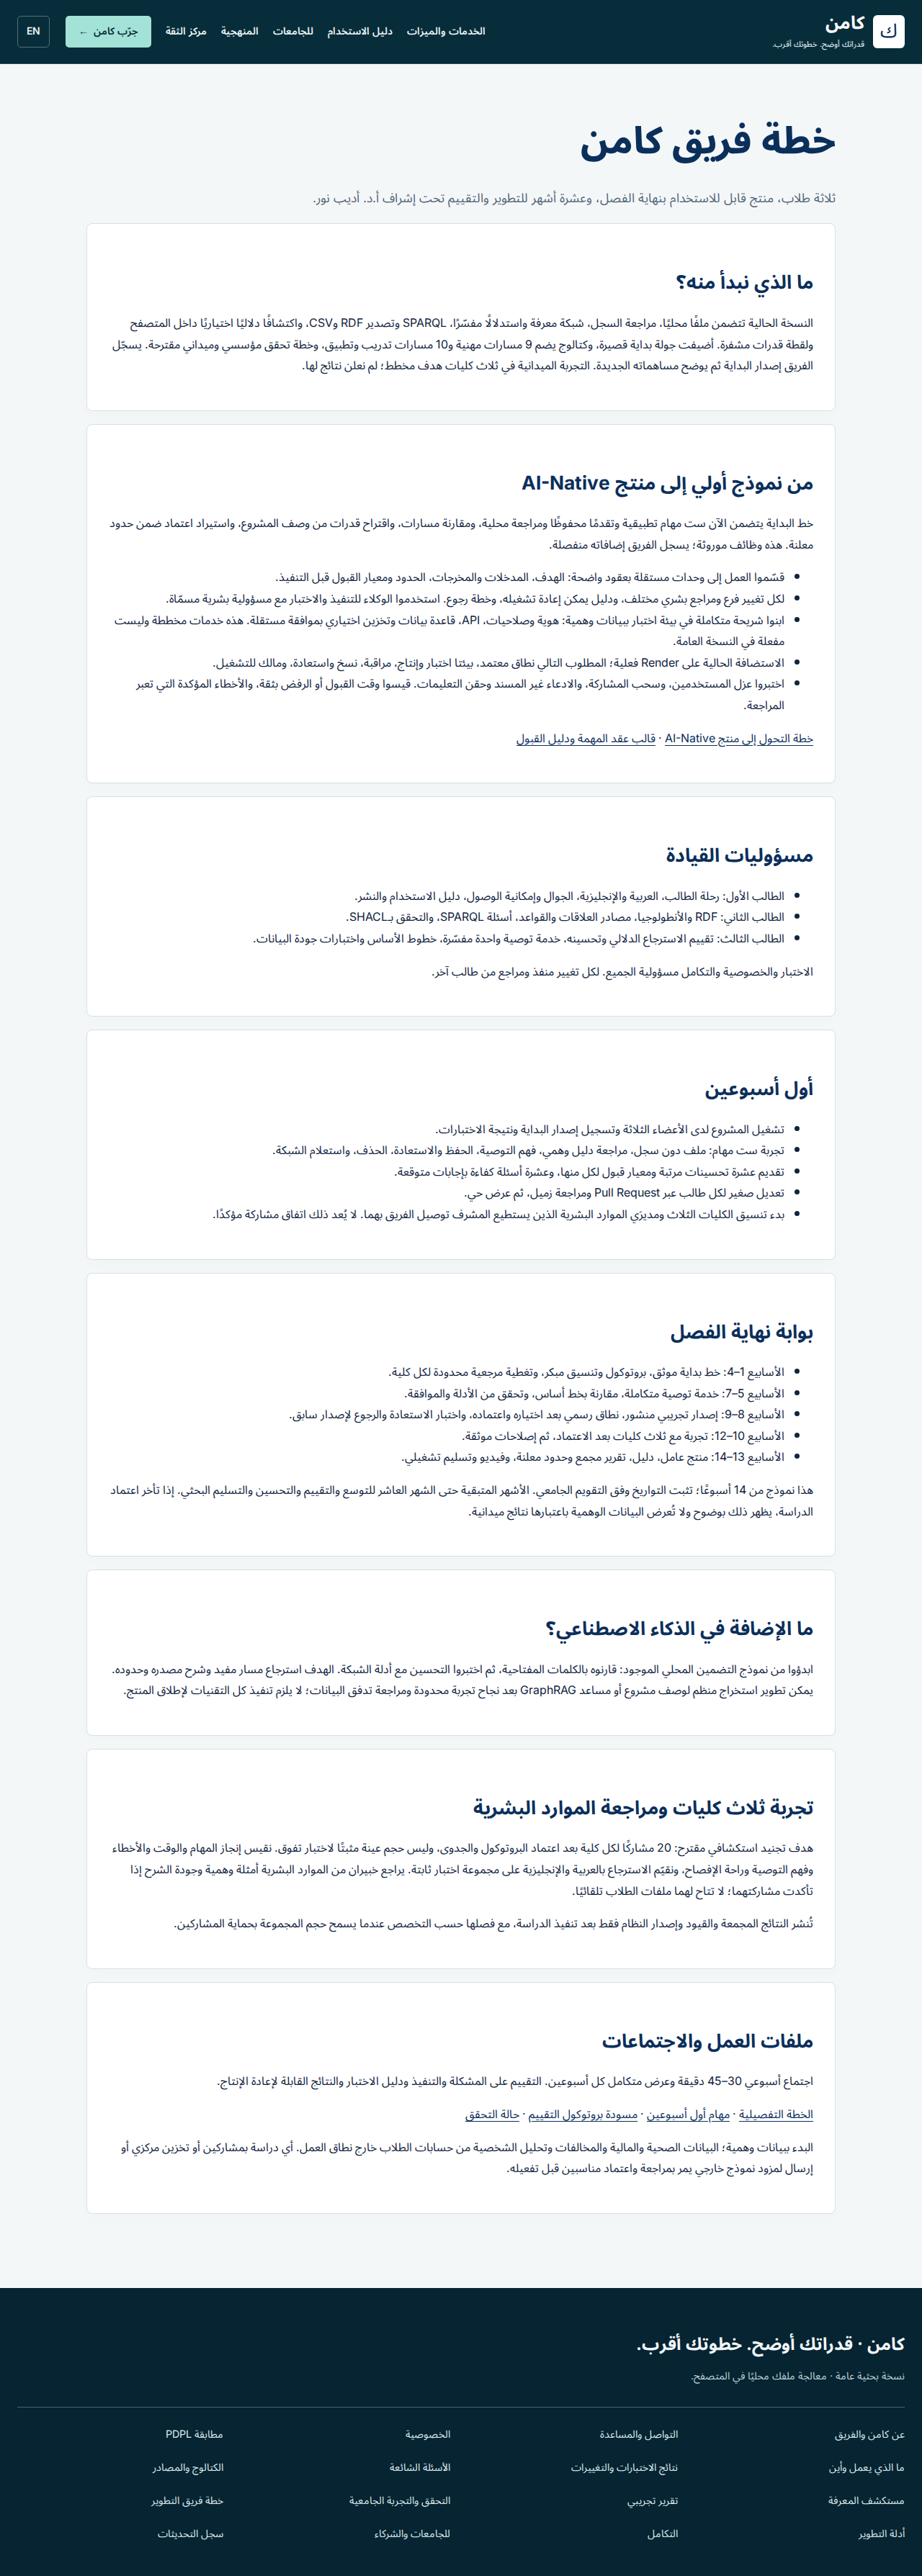 كامن
قدراتك أوضح. خطوتك أقرب.
ك
الخدمات والميزات
دليل الاستخدام
للجامعات
المنهجية
مركز الثقة
جرّب كامن ←
EN
خطة فريق كامن
ثلاثة طلاب، منتج قابل للاستخدام بنهاية الفصل، وعشرة أشهر للتطوير والتقييم تحت إشراف أ.د. أديب نور.
ما الذي نبدأ منه؟
النسخة الحالية تتضمن ملفًا محليًا، مراجعة السجل، شبكة معرفة واستدلالًا مفسّرًا، SPARQL وتصدير RDF وCSV، واكتشافًا دلاليًا اختياريًا داخل المتصفح
ولقطة قدرات مشفرة. أضيفت جولة بداية قصيرة، وكتالوج يضم 9 مسارات مهنية و10 مسارات تدريب وتطبيق، وخطة تحقق مؤسسي وميداني مقترحة. يسجّل
الفريق إصدار البداية ثم يوضح مساهماته الجديدة. التجربة الميدانية في ثلاث كليات هدف مخطط؛ لم نعلن نتائج لها.
من نموذج أولي إلى منتج AI-Native
خط البداية يتضمن الآن ست مهام تطبيقية وتقدمًا محفوظًا ومراجعة محلية، ومقارنة مسارات، واقتراح قدرات من وصف المشروع، واستيراد اعتماد ضمن حدود
معلنة. هذه وظائف موروثة؛ يسجل الفريق إضافاته منفصلة.
• قسّموا العمل إلى وحدات مستقلة بعقود واضحة: الهدف، المدخلات والمخرجات، الحدود ومعيار القبول قبل التنفيذ.
• لكل تغيير فرع ومراجع بشري مختلف، ودليل يمكن إعادة تشغيله، وخطة رجوع. استخدموا الوكلاء للتنفيذ والاختبار مع مسؤولية بشرية مسمّاة.
• ابنوا شريحة متكاملة في بيئة اختبار ببيانات وهمية: هوية وصلاحيات، API، قاعدة بيانات وتخزين اختياري بموافقة مستقلة. هذه خدمات مخططة وليست
مفعلة في النسخة العامة.
• الاستضافة الحالية على Render فعلية؛ المطلوب التالي نطاق معتمد، بيئتا اختبار وإنتاج، مراقبة، نسخ واستعادة، ومالك للتشغيل.
• اختبروا عزل المستخدمين، وسحب المشاركة، والادعاء غير المسند وحقن التعليمات. قيسوا وقت القبول أو الرفض بثقة، والأخطاء المؤكدة التي تعبر
المراجعة.
خطة التحول إلى منتج AI-Native · قالب عقد المهمة ودليل القبول
مسؤوليات القيادة
• الطالب الأول: رحلة الطالب، العربية والإنجليزية، الجوال وإمكانية الوصول، دليل الاستخدام والنشر.
• الطالب الثاني: RDF والأنطولوجيا، مصادر العلاقات والقواعد، أسئلة SPARQL، والتحقق بـSHACL.
• الطالب الثالث: تقييم الاسترجاع الدلالي وتحسينه، خدمة توصية واحدة مفسّرة، خطوط الأساس واختبارات جودة البيانات.
الاختبار والخصوصية والتكامل مسؤولية الجميع. لكل تغيير منفذ ومراجع من طالب آخر.
أول أسبوعين
• تشغيل المشروع لدى الأعضاء الثلاثة وتسجيل إصدار البداية ونتيجة الاختبارات.
• تجربة ست مهام: ملف دون سجل، مراجعة دليل وهمي، فهم التوصية، الحفظ والاستعادة، الحذف، واستعلام الشبكة.
• تقديم عشرة تحسينات مرتبة ومعيار قبول لكل منها، وعشرة أسئلة كفاءة بإجابات متوقعة.
• تعديل صغير لكل طالب عبر Pull Request ومراجعة زميل، ثم عرض حي.
• بدء تنسيق الكليات الثلاث ومديري الموارد البشرية الذين يستطيع المشرف توصيل الفريق بهما. لا يُعد ذلك اتفاق مشاركة مؤكدًا.
بوابة نهاية الفصل
• الأسابيع 1–4: خط بداية موثق، بروتوكول وتنسيق مبكر، وتغطية مرجعية محدودة لكل كلية.
• الأسابيع 5–7: خدمة توصية متكاملة، مقارنة بخط أساس، وتحقق من الأدلة والموافقة.
• الأسابيع 8–9: إصدار تجريبي منشور، نطاق رسمي بعد اختياره واعتماده، واختبار الاستعادة والرجوع لإصدار سابق.
• الأسابيع 10–12: تجربة مع ثلاث كليات بعد الاعتماد، ثم إصلاحات موثقة.
• الأسابيع 13–14: منتج عامل، دليل، تقرير مجمع وحدود معلنة، وفيديو وتسليم تشغيلي.
هذا نموذج من 14 أسبوعًا؛ تثبت التواريخ وفق التقويم الجامعي. الأشهر المتبقية حتى الشهر العاشر للتوسع والتقييم والتحسين والتسليم البحثي. إذا تأخر اعتماد
الدراسة، يظهر ذلك بوضوح ولا تُعرض البيانات الوهمية باعتبارها نتائج ميدانية.
ما الإضافة في الذكاء الاصطناعي؟
ابدؤوا من نموذج التضمين المحلي الموجود: قارنوه بالكلمات المفتاحية، ثم اختبروا التحسين مع أدلة الشبكة. الهدف استرجاع مسار مفيد وشرح مصدره وحدوده.
يمكن تطوير استخراج منظم لوصف مشروع أو مساعد GraphRAG بعد نجاح تجربة محدودة ومراجعة تدفق البيانات؛ لا يلزم تنفيذ كل التقنيات لإطلاق المنتج.
تجربة ثلاث كليات ومراجعة الموارد البشرية
هدف تجنيد استكشافي مقترح: 20 مشاركًا لكل كلية بعد اعتماد البروتوكول والجدوى، وليس حجم عينة مثبتًا لاختبار تفوق. نقيس إنجاز المهام والوقت والأخطاء
وفهم التوصية وراحة الإفصاح، ونقيّم الاسترجاع بالعربية والإنجليزية على مجموعة اختبار ثابتة. يراجع خبيران من الموارد البشرية أمثلة وهمية وجودة الشرح إذا
تأكدت مشاركتهما؛ لا تتاح لهما ملفات الطلاب تلقائيًا.
تُنشر النتائج المجمعة والقيود وإصدار النظام فقط بعد تنفيذ الدراسة، مع فصلها حسب التخصص عندما يسمح حجم المجموعة بحماية المشاركين.
ملفات العمل والاجتماعات
اجتماع أسبوعي 30–45 دقيقة وعرض متكامل كل أسبوعين. التقييم على المشكلة والتنفيذ ودليل الاختبار والنتائج القابلة لإعادة الإنتاج.
الخطة التفصيلية · مهام أول أسبوعين · مسودة بروتوكول التقييم · حالة التحقق
البدء ببيانات وهمية؛ البيانات الصحية والمالية والمخالفات وتحليل الشخصية من حسابات الطلاب خارج نطاق العمل. أي دراسة بمشاركين أو تخزين مركزي أو
إرسال لمزود نموذج خارجي يمر بمراجعة واعتماد مناسبين قبل تفعيله.
كامن · قدراتك أوضح. خطوتك أقرب.
نسخة بحثية عامة · معالجة ملفك محليًا في المتصفح.
عن كامن والفريق
التواصل والمساعدة
الخصوصية
مطابقة PDPL
ما الذي يعمل وأين
نتائج الاختبارات والتغييرات
الأسئلة الشائعة
الكتالوج والمصادر
مستكشف المعرفة
تقرير تجريبي
التحقق والتجربة الجامعية
خطة فريق التطوير
أدلة التطوير
التكامل
للجامعات والشركاء
سجل التحديثات